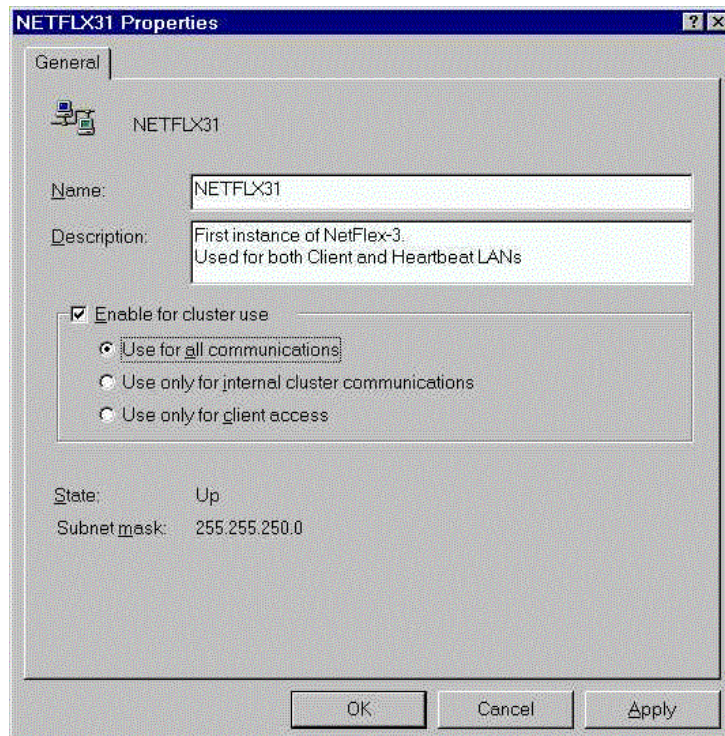 NETFLX31 Properties
General
NETFLX31
Name: NETFLX31
Description: First instance of NetFlex-3.
Used for both Client and Heartbeat LANs
Enable for cluster use
Use for all communications
Use only for internal cluster communications
Use only for client access
State: Up
Subnet mask: 255.255.250.0
OK Cancel Apply